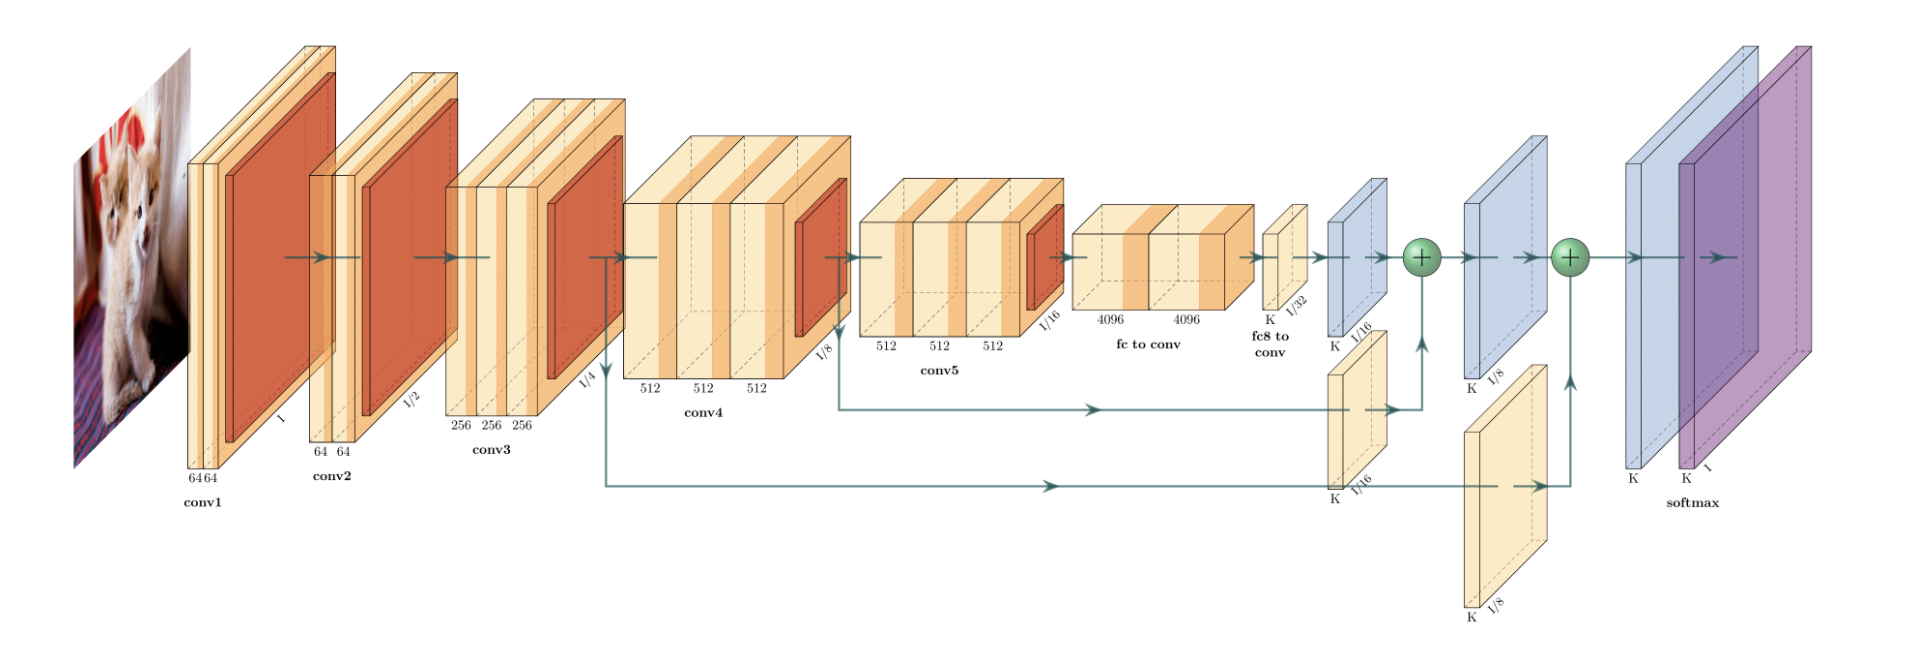 64 64
I
conv1
64 64
I/2
conv2
256 256 256
I/4
conv3
512 512 512
I/8
conv4
512 512 512
I/16
conv5
4096 4096
fc to conv
K
I/32
fc8 to
conv
K
I/16
K
I/16
+
K
I/8
K
I/8
+
K
K
I
softmax